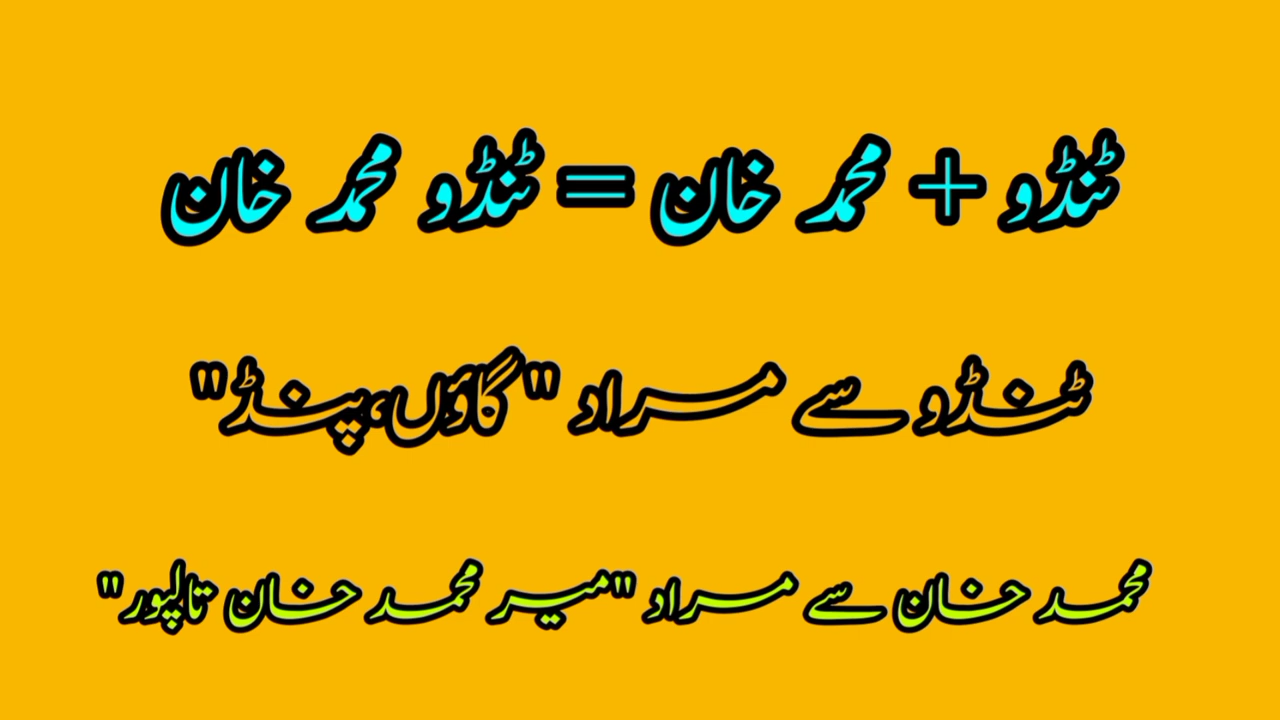 ٹنڈو + محمد خان = ٹنڈو محمد خان
ٹنڈو سے مراد "گاؤں،پنڈ"
محمد خان سے مراد "میر محمد خان تالپور"